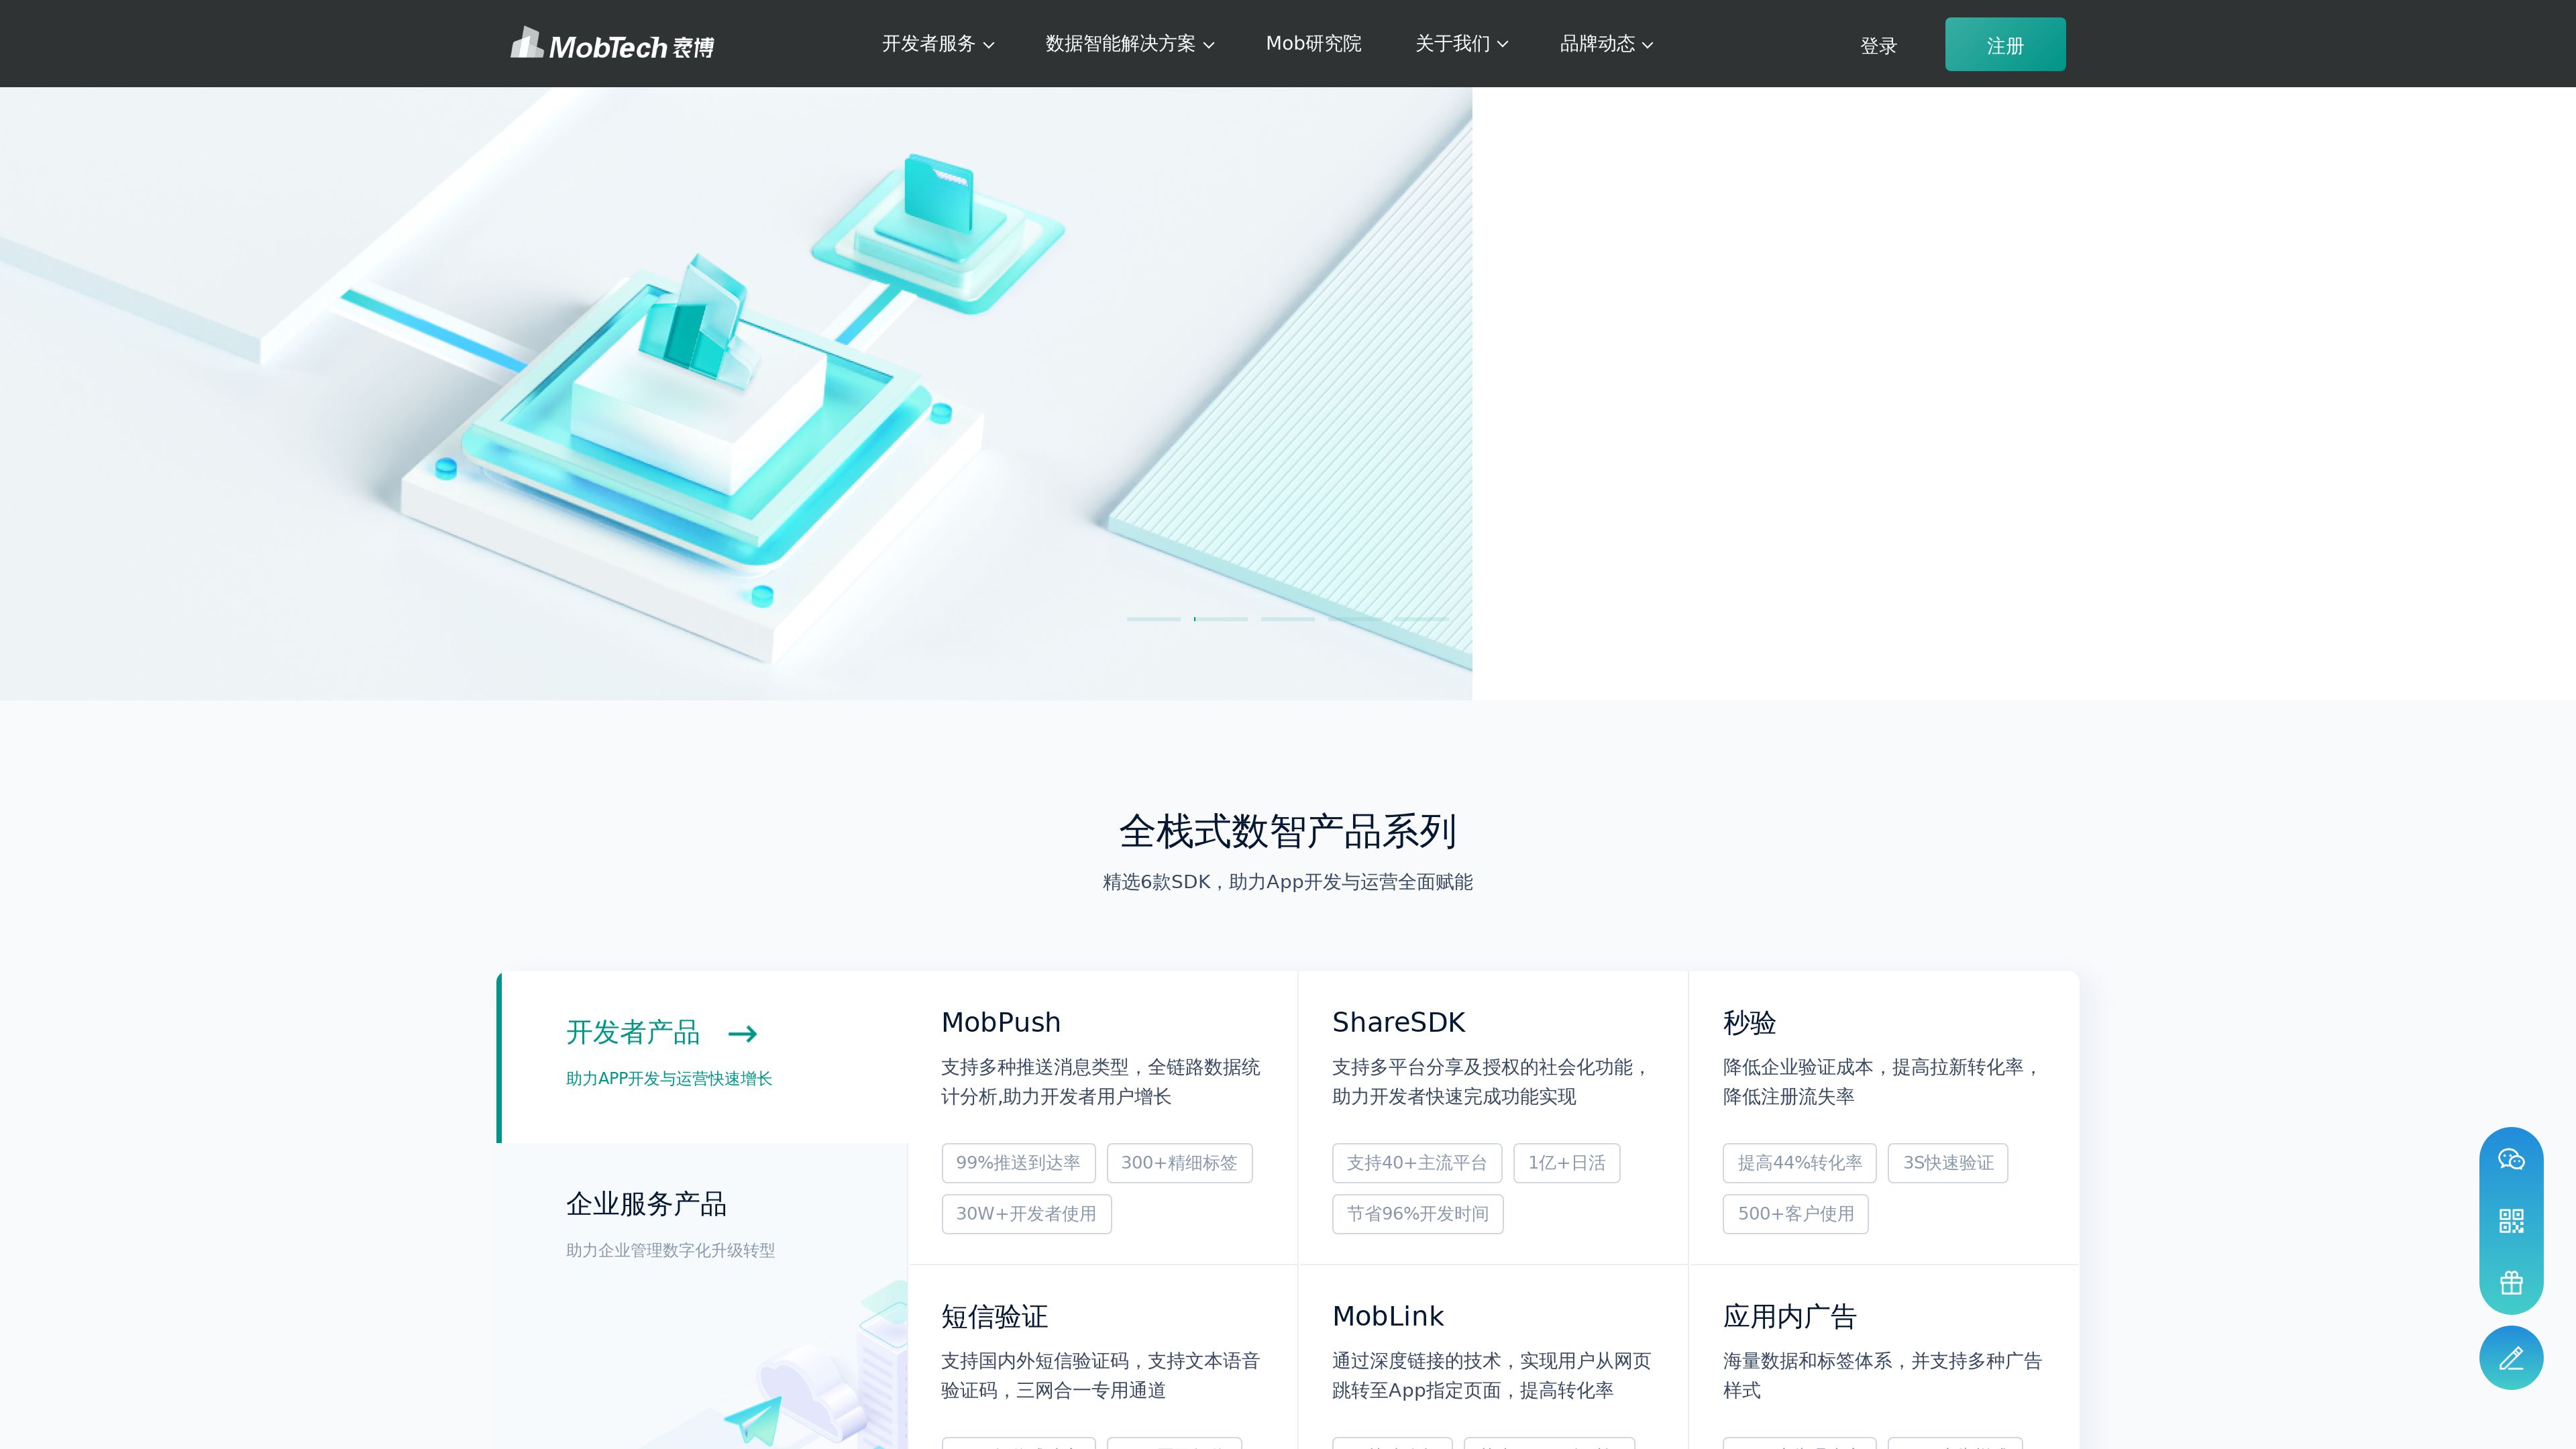 MobTech 袤博
开发者服务
数据智能解决方案
Mob研究院
关于我们
品牌动态
登录
注册
全栈式数智产品系列
精选6款SDK，助力App开发与运营全面赋能
开发者产品
助力APP开发与运营快速增长
企业服务产品
助力企业管理数字化升级转型
MobPush
支持多种推送消息类型，全链路数据统
计分析,助力开发者用户增长
99%推送到达率
300+精细标签
30W+开发者使用
ShareSDK
支持多平台分享及授权的社会化功能，
助力开发者快速完成功能实现
支持40+主流平台
1亿+日活
节省96%开发时间
秒验
降低企业验证成本，提高拉新转化率，
降低注册流失率
提高44%转化率
3S快速验证
500+客户使用
短信验证
支持国内外短信验证码，支持文本语音
验证码，三网合一专用通道
MobLink
通过深度链接的技术，实现用户从网页
跳转至App指定页面，提高转化率
应用内广告
海量数据和标签体系，并支持多种广告
样式